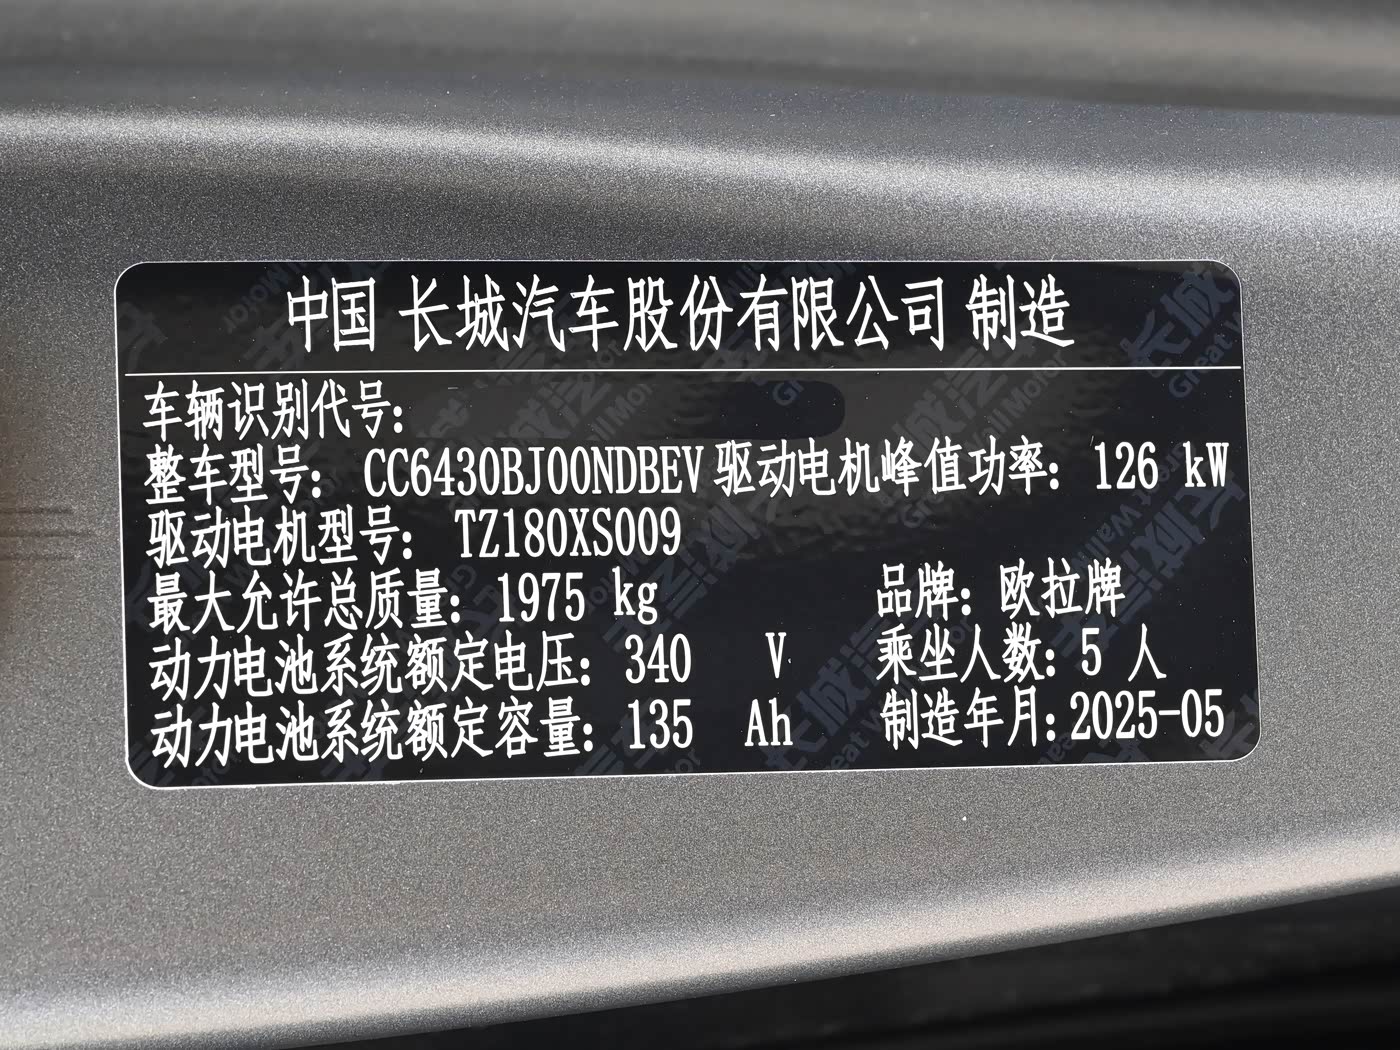 中国 长城汽车股份有限公司 制造
车辆识别代号:
整车型号: CC6430BJ00NDBEV 驱动电机峰值功率: 126 kW
驱动电机型号: TZ180XS009
最大允许总质量: 1975 kg 品牌: 欧拉牌
动力电池系统额定电压: 340 V 乘坐人数: 5 人
动力电池系统额定容量: 135 Ah 制造年月: 2025-05